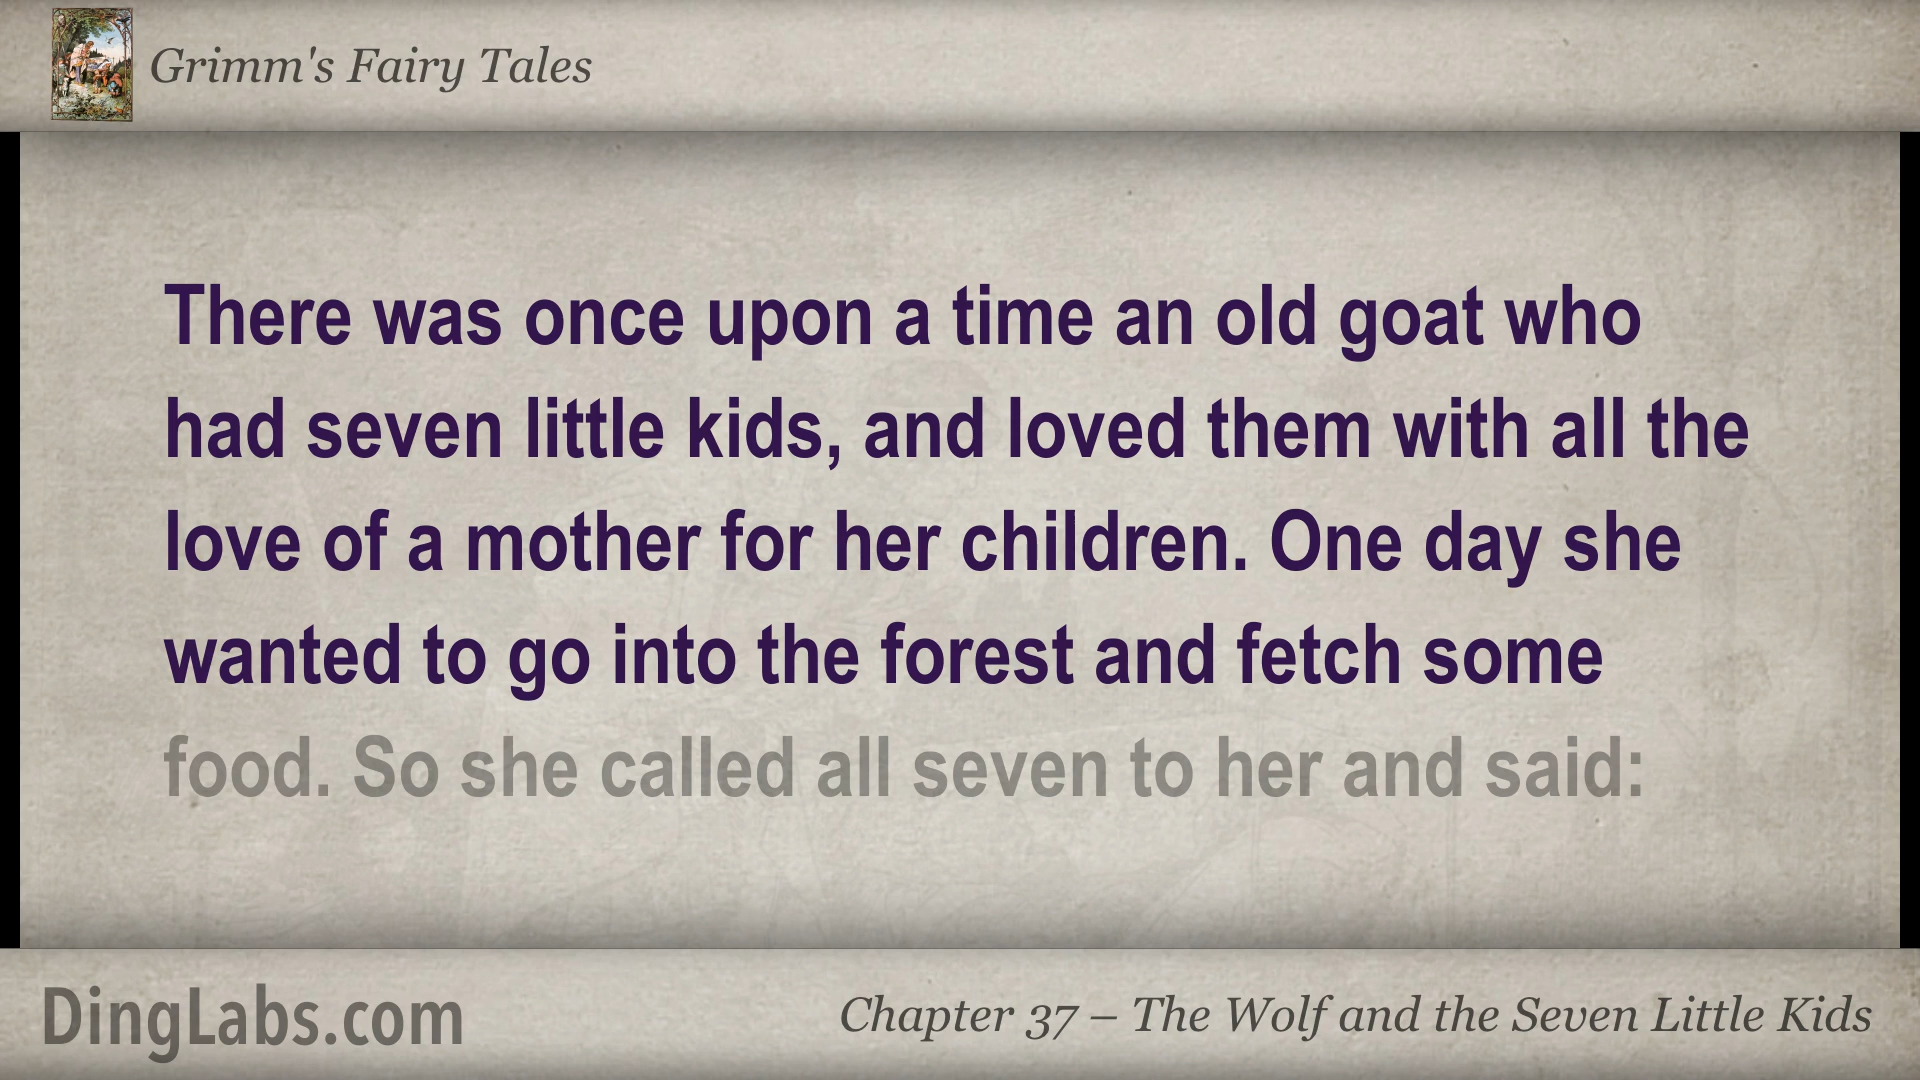 Grimm's Fairy Tales
There was once upon a time an old goat who
had seven little kids, and loved them with all the
love of a mother for her children. One day she
wanted to go into the forest and fetch some
food. So she called all seven to her and said:
DingLabs.com
Chapter 37 – The Wolf and the Seven Little Kids